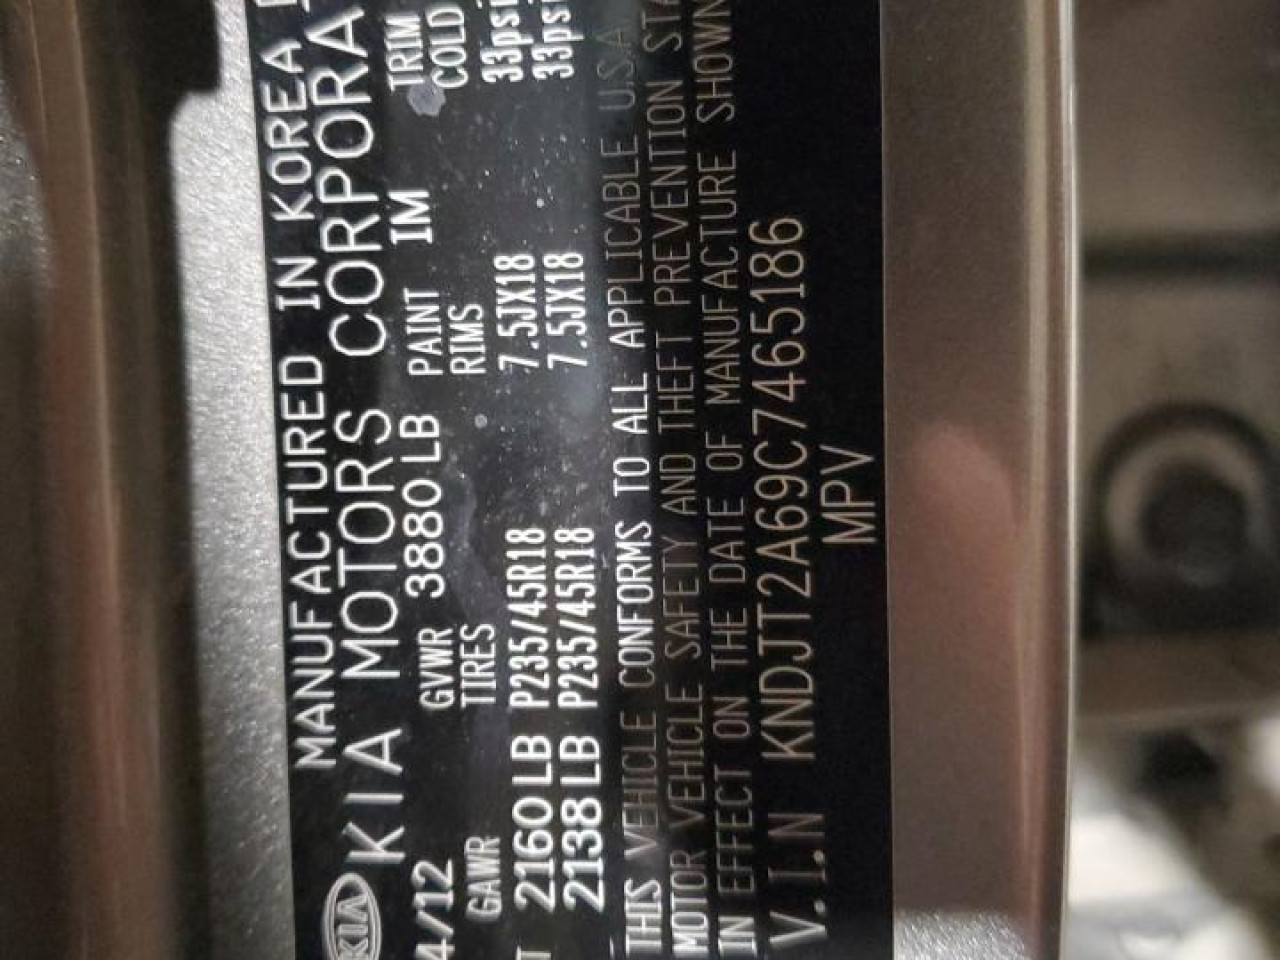 MANUFACTURED IN KOREA
KIA KIA MOTORS CORPORA
4/12 GVWR 3880LB PAINT IM TRIM
GAWR TIRES RIMS COLD
T 2160LB P235/45R18 7.5JX18 33psi
2138LB P235/45R18 7.5JX18 33psi
THIS VEHICLE CONFORMS TO ALL APPLICABLE U.S.A
MOTOR VEHICLE SAFETY AND THEFT PREVENTION STA
IN EFFECT ON THE DATE OF MANUFACTURE SHOWN
V.I.N KNDJT2A69C7465186
MPV